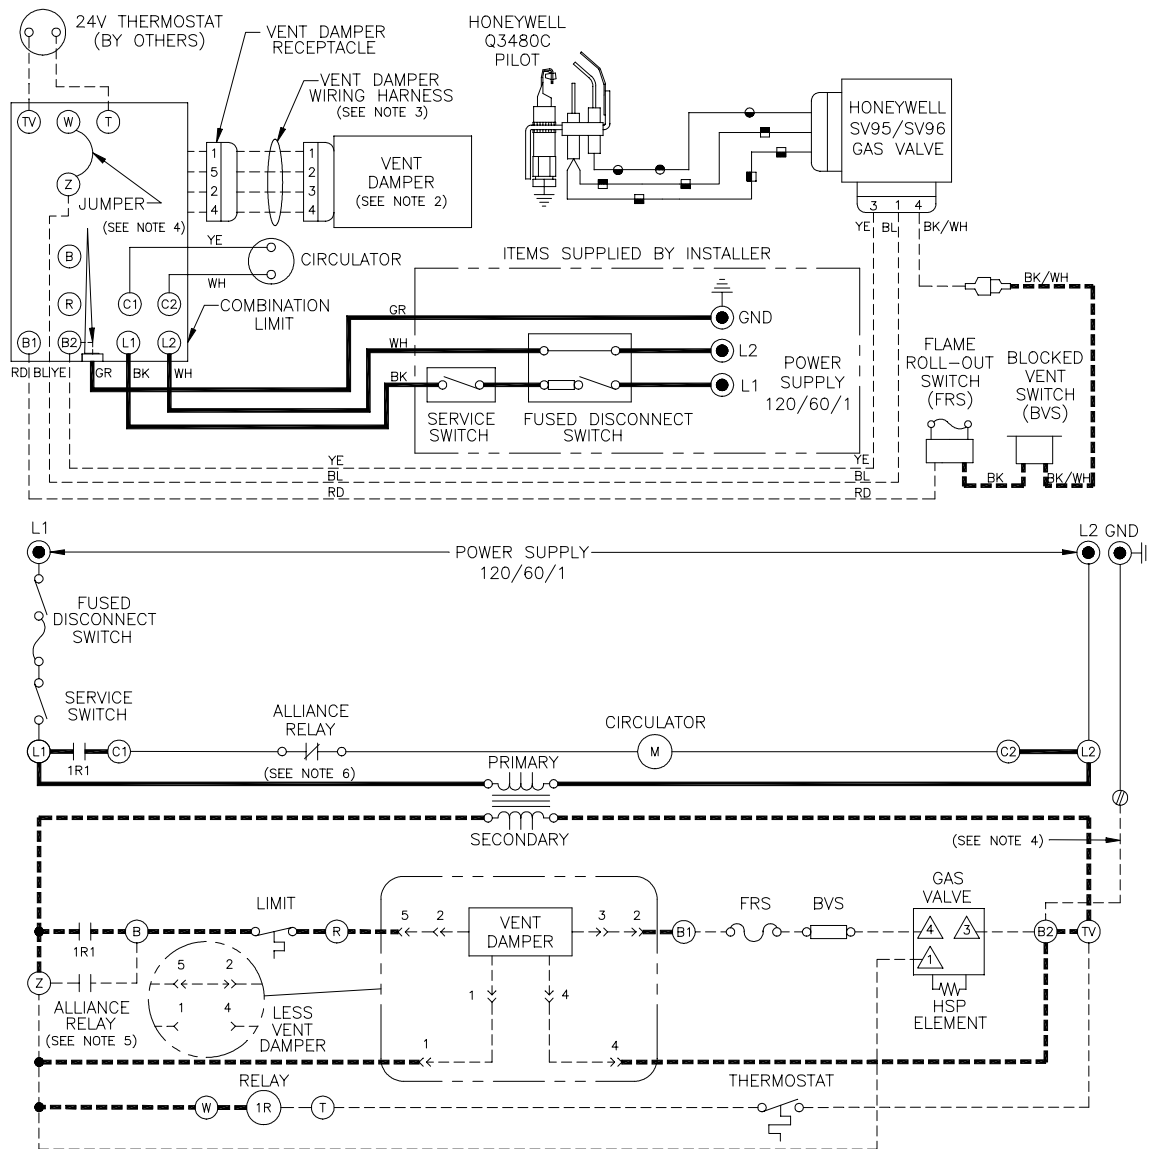 24V THERMOSTAT
(BY OTHERS)
VENT DAMPER
RECEPTACLE
VENT DAMPER
WIRING HARNESS
(SEE NOTE 3)
HONEYWELL
Q3480C
PILOT
HONEYWELL
SV95/SV96
GAS VALVE
TV
W
T
Z
JUMPER
(SEE NOTE 4)
1
5
2
4
1
2
3
4
VENT
DAMPER
(SEE NOTE 2)
3 1 4
YE BL BK/WH
B
R
YE
WH
CIRCULATOR
C1
C2
COMBINATION
LIMIT
B1
B2
L1
L2
RD BL YE GR BK WH
ITEMS SUPPLIED BY INSTALLER
GR
GND
WH
L2
BK
L1
POWER
SUPPLY
120/60/1
SERVICE
SWITCH
FUSED DISCONNECT
SWITCH
BK/WH
FLAME
ROLL-OUT
SWITCH
(FRS)
BLOCKED
VENT
SWITCH
(BVS)
YE YE
BL BL
RD RD
BK BK/WH
L1
L2 GND
POWER SUPPLY
120/60/1
FUSED
DISCONNECT
SWITCH
SERVICE
SWITCH
L1
1R1
C1
ALLIANCE
RELAY
(SEE NOTE 6)
CIRCULATOR
M
C2
L2
PRIMARY
SECONDARY
(SEE NOTE 4)
1R1
B
LIMIT
R
5 2
VENT
DAMPER
3 2
B1
FRS
BVS
GAS
VALVE
4
3
1
B2
TV
HSP
ELEMENT
Z
ALLIANCE
RELAY
(SEE NOTE 5)
5 2
1 4
LESS
VENT
DAMPER
1
4
1
4
RELAY
W
1R
T
THERMOSTAT